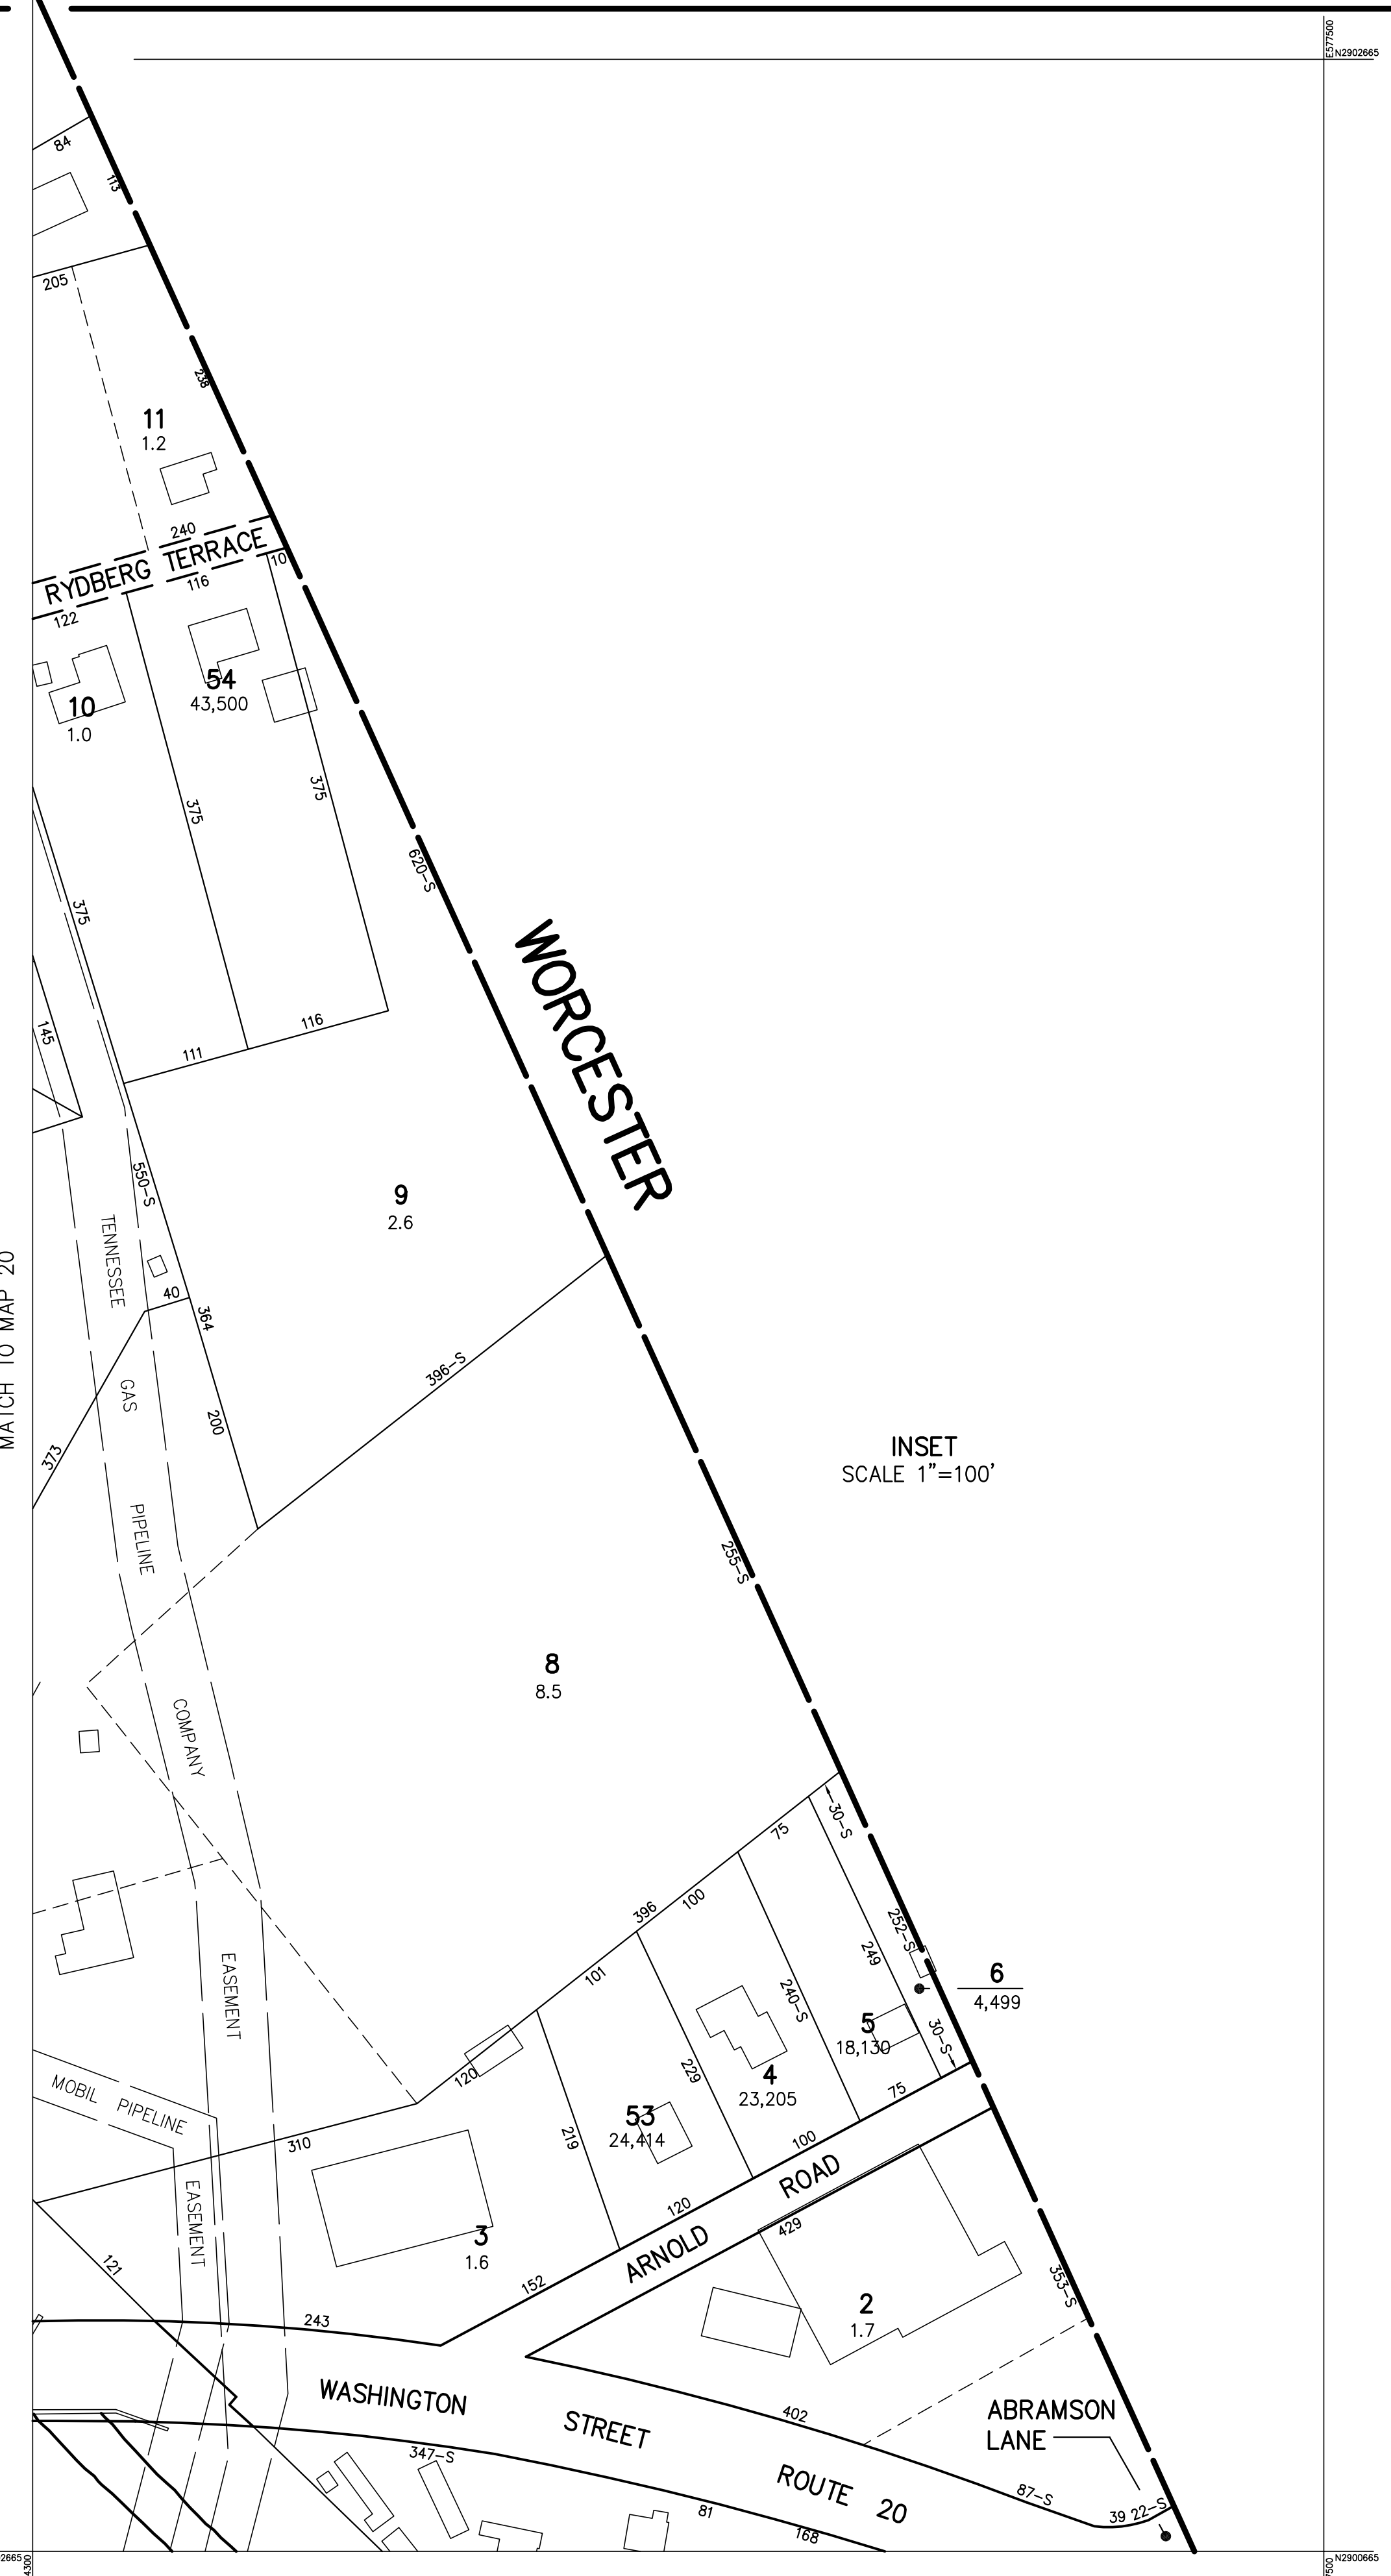 E577500
N2902665
84
113
205
238
11
1.2
240
RYDBERG TERRACE
10
116
122
54
43,500
10
1.0
375
375
620-S
375
WORCESTER
145
116
111
550-S
9
2.6
TENNESSEE
MATCH TO MAP 20
40
364
396-S
GAS
200
373
INSET
SCALE 1"=100'
PIPELINE
255-S
8
8.5
COMPANY
30-S
75
100
396
252-S
249
101
EASEMENT
6
4,499
240-S
5
18,130
30-S
229
4
23,205
120
75
MOBIL PIPELINE
53
24,414
219
310
100
ROAD
EASEMENT
120
429
3
1.6
ARNOLD
121
152
353-S
2
1.7
243
WASHINGTON
STREET
402
ABRAMSON
LANE
347-S
ROUTE 20
87-S
39 22-S
81
168
2665
4300
7500
N2900665